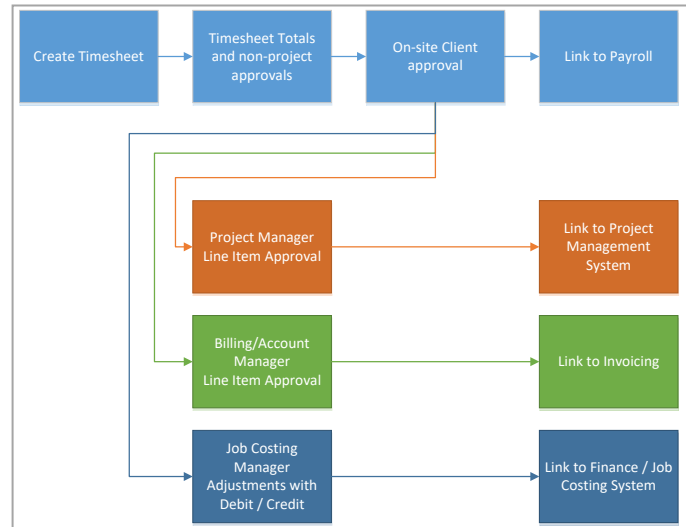 Create Timesheet
Timesheet Totals
and non-project
approvals
On-site Client
approval
Link to Payroll
Project Manager
Line Item Approval
Link to Project
Management
System
Billing/Account
Manager
Line Item Approval
Link to Invoicing
Job Costing
Manager
Adjustments with
Debit / Credit
Link to Finance / Job
Costing System